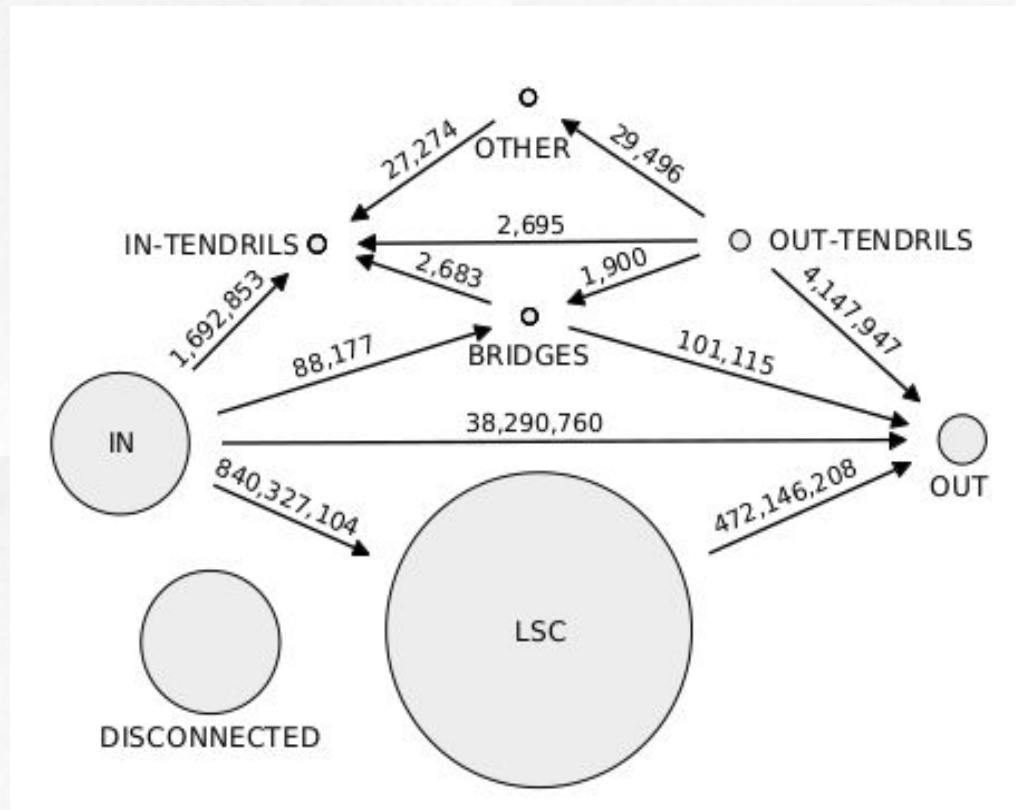 OTHER
27,274
29,496
IN-TENDRILS
2,695
OUT-TENDRILS
2,683
1,900
1,692,853
4,147,947
88,177
BRIDGES
101,115
IN
38,290,760
OUT
840,327,104
472,146,208
LSC
DISCONNECTED